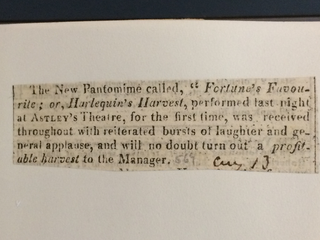 The New Pantomime called, "Fortune's Favou-
rite; or, Harlequin's Harvest, performed last night
at ASTLEY'S Theatre, for the first time, was received
throughout with reiterated bursts of laughter and ge-
neral applause, and will no doubt turn out a profit-
able harvest to the Manager.
13